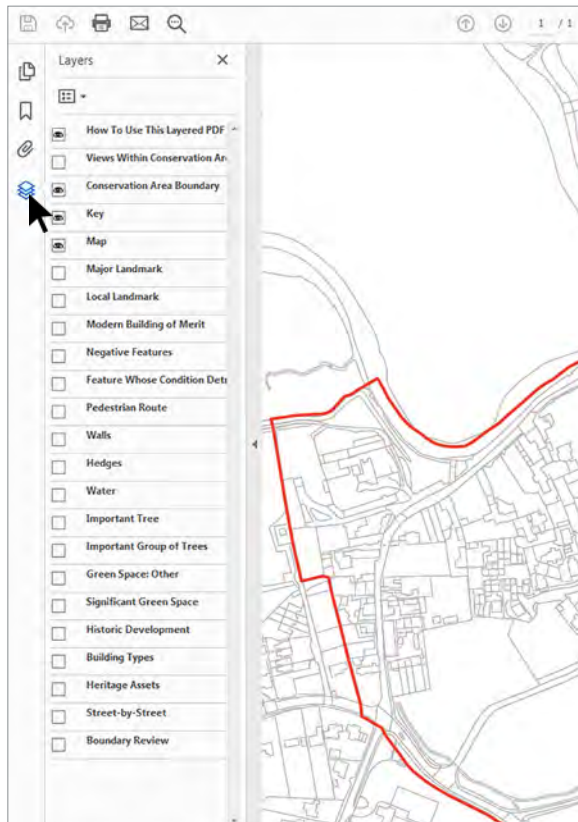 1 / 1
Layers
How To Use This Layered PDF
Views Within Conservation Ar
Conservation Area Boundary
Key
Map
Major Landmark
Local Landmark
Modern Building of Merit
Negative Features
Feature Whose Condition Detr
Pedestrian Route
Walls
Hedges
Water
Important Tree
Important Group of Trees
Green Space: Other
Significant Green Space
Historic Development
Building Types
Heritage Assets
Street-by-Street
Boundary Review